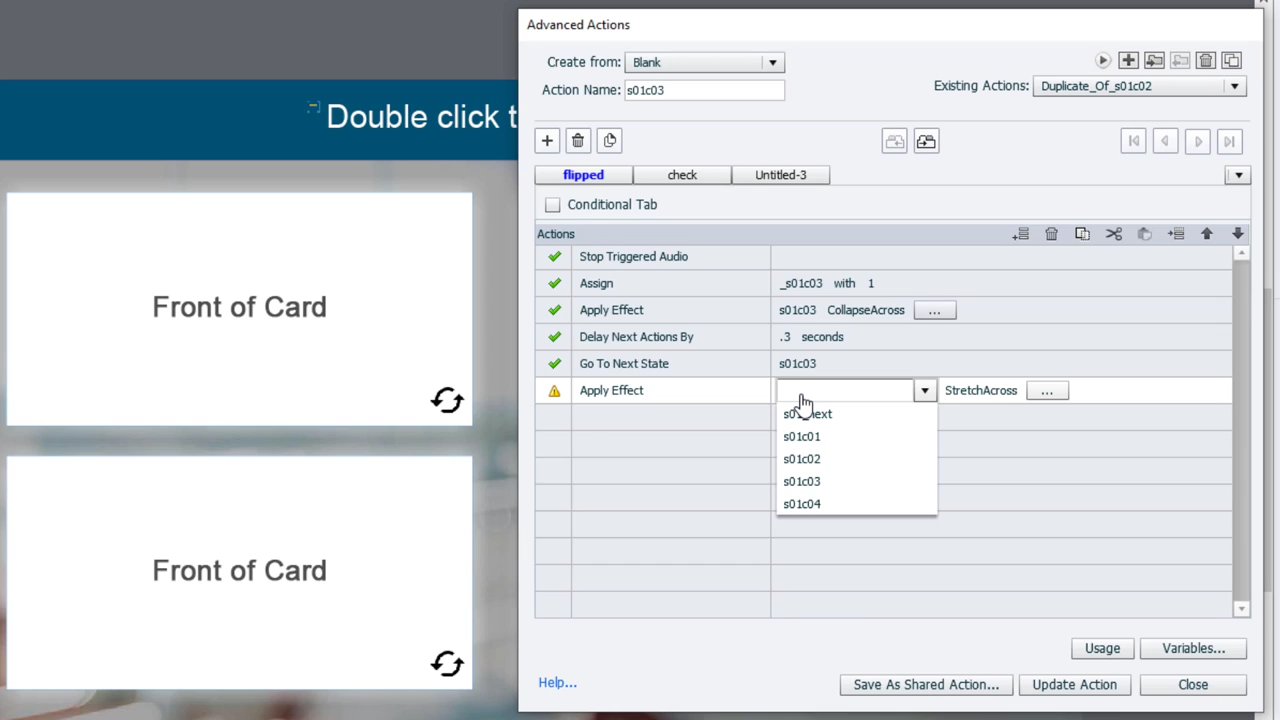 Advanced Actions
Create from: Blank
Action Name: s01c03
Existing Actions: Duplicate_Of_s01c02
Double click t
flipped check Untitled-3
Conditional Tab
Actions
Stop Triggered Audio
Assign _s01c03 with 1
Apply Effect s01c03 CollapseAcross ...
Delay Next Actions By .3 seconds
Go To Next State s01c03
Apply Effect StretchAcross ...
s01c01
s01c02
s01c03
s01c04
Front of Card
Front of Card
Usage Variables...
Help... Save As Shared Action... Update Action Close